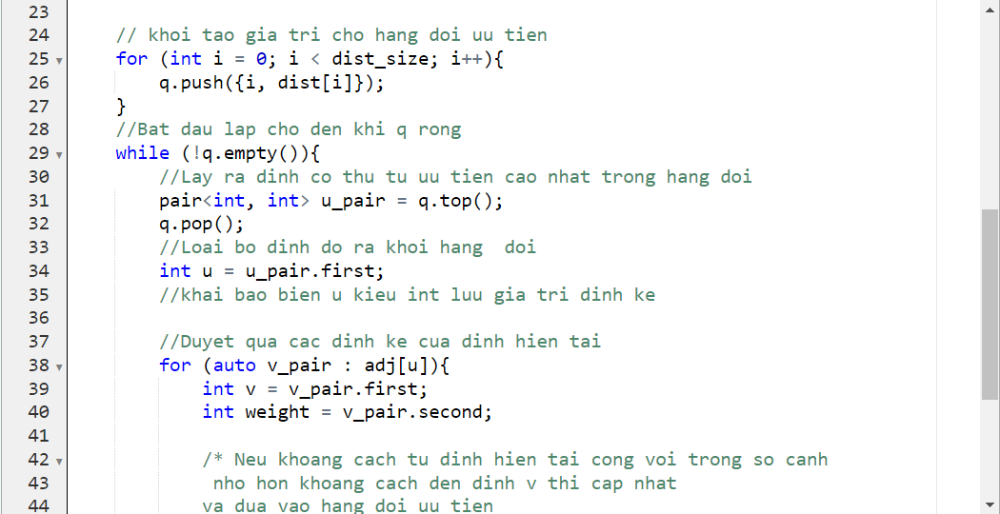 23
24 // khoi tao gia tri cho hang doi uu tien
25 for (int i = 0; i < dist_size; i++){
26 q.push({i, dist[i]});
27 }
28 //Bat dau lap cho den khi q rong
29 while (!q.empty()){
30 //Lay ra dinh co thu tu uu tien cao nhat trong hang doi
31 pair<int, int> u_pair = q.top();
32 q.pop();
33 //Loai bo dinh do ra khoi hang  doi
34 int u = u_pair.first;
35 //khai bao bien u kieu int luu gia tri dinh ke
36
37 //Duyet qua cac dinh ke cua dinh hien tai
38 for (auto v_pair : adj[u]){
39 int v = v_pair.first;
40 int weight = v_pair.second;
41
42 /* Neu khoang cach tu dinh hien tai cong voi trong so canh
43 nho hon khoang cach den dinh v thi cap nhat
44 va dua vao hang doi uu tien